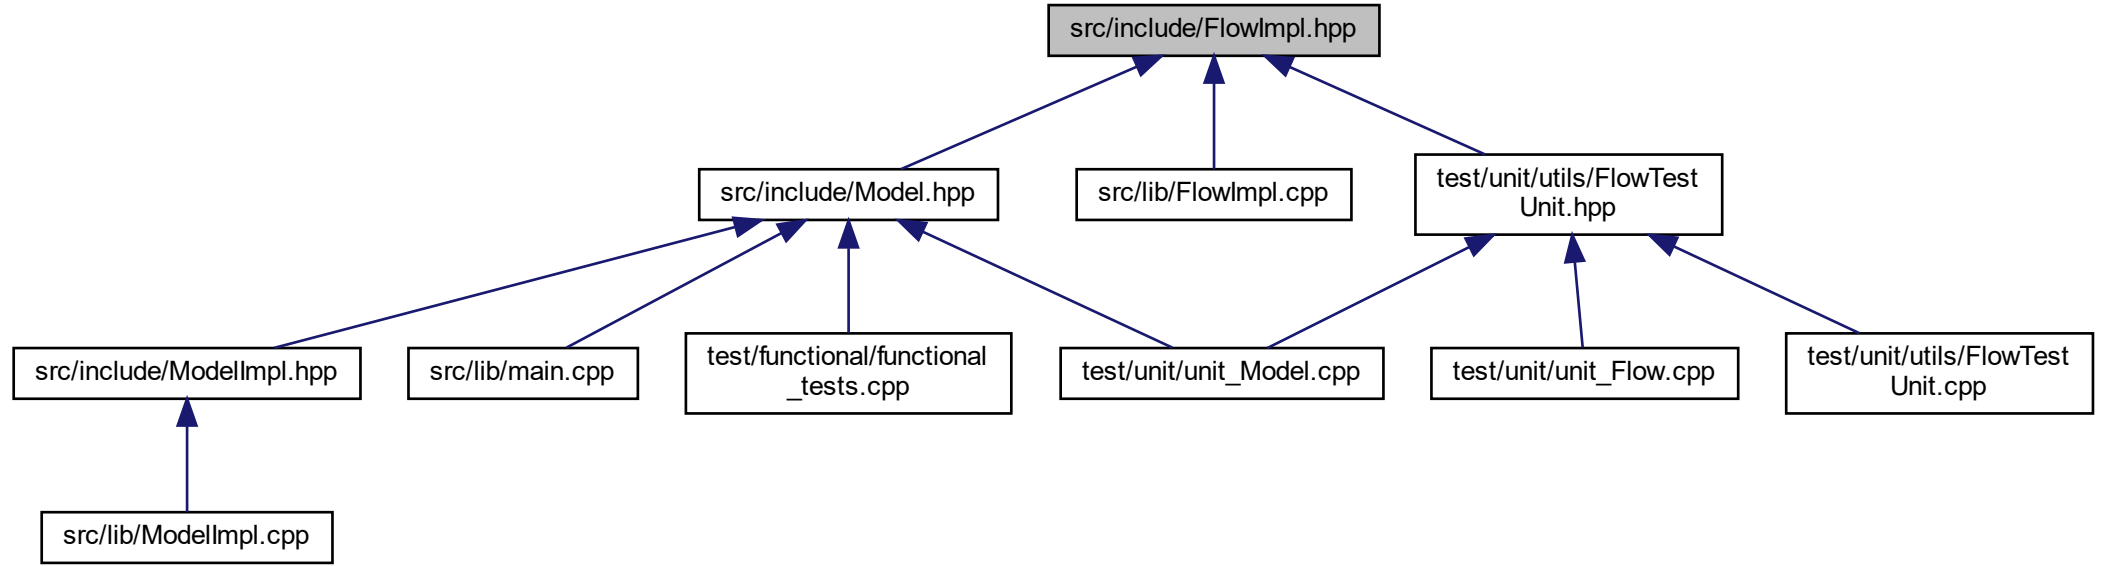 src/include/FlowImpl.hpp
src/include/Model.hpp
src/lib/FlowImpl.cpp
test/unit/utils/FlowTest
Unit.hpp
src/include/ModelImpl.hpp
src/lib/main.cpp
test/functional/functional
_tests.cpp
test/unit/unit_Model.cpp
test/unit/unit_Flow.cpp
test/unit/utils/FlowTest
Unit.cpp
src/lib/ModelImpl.cpp